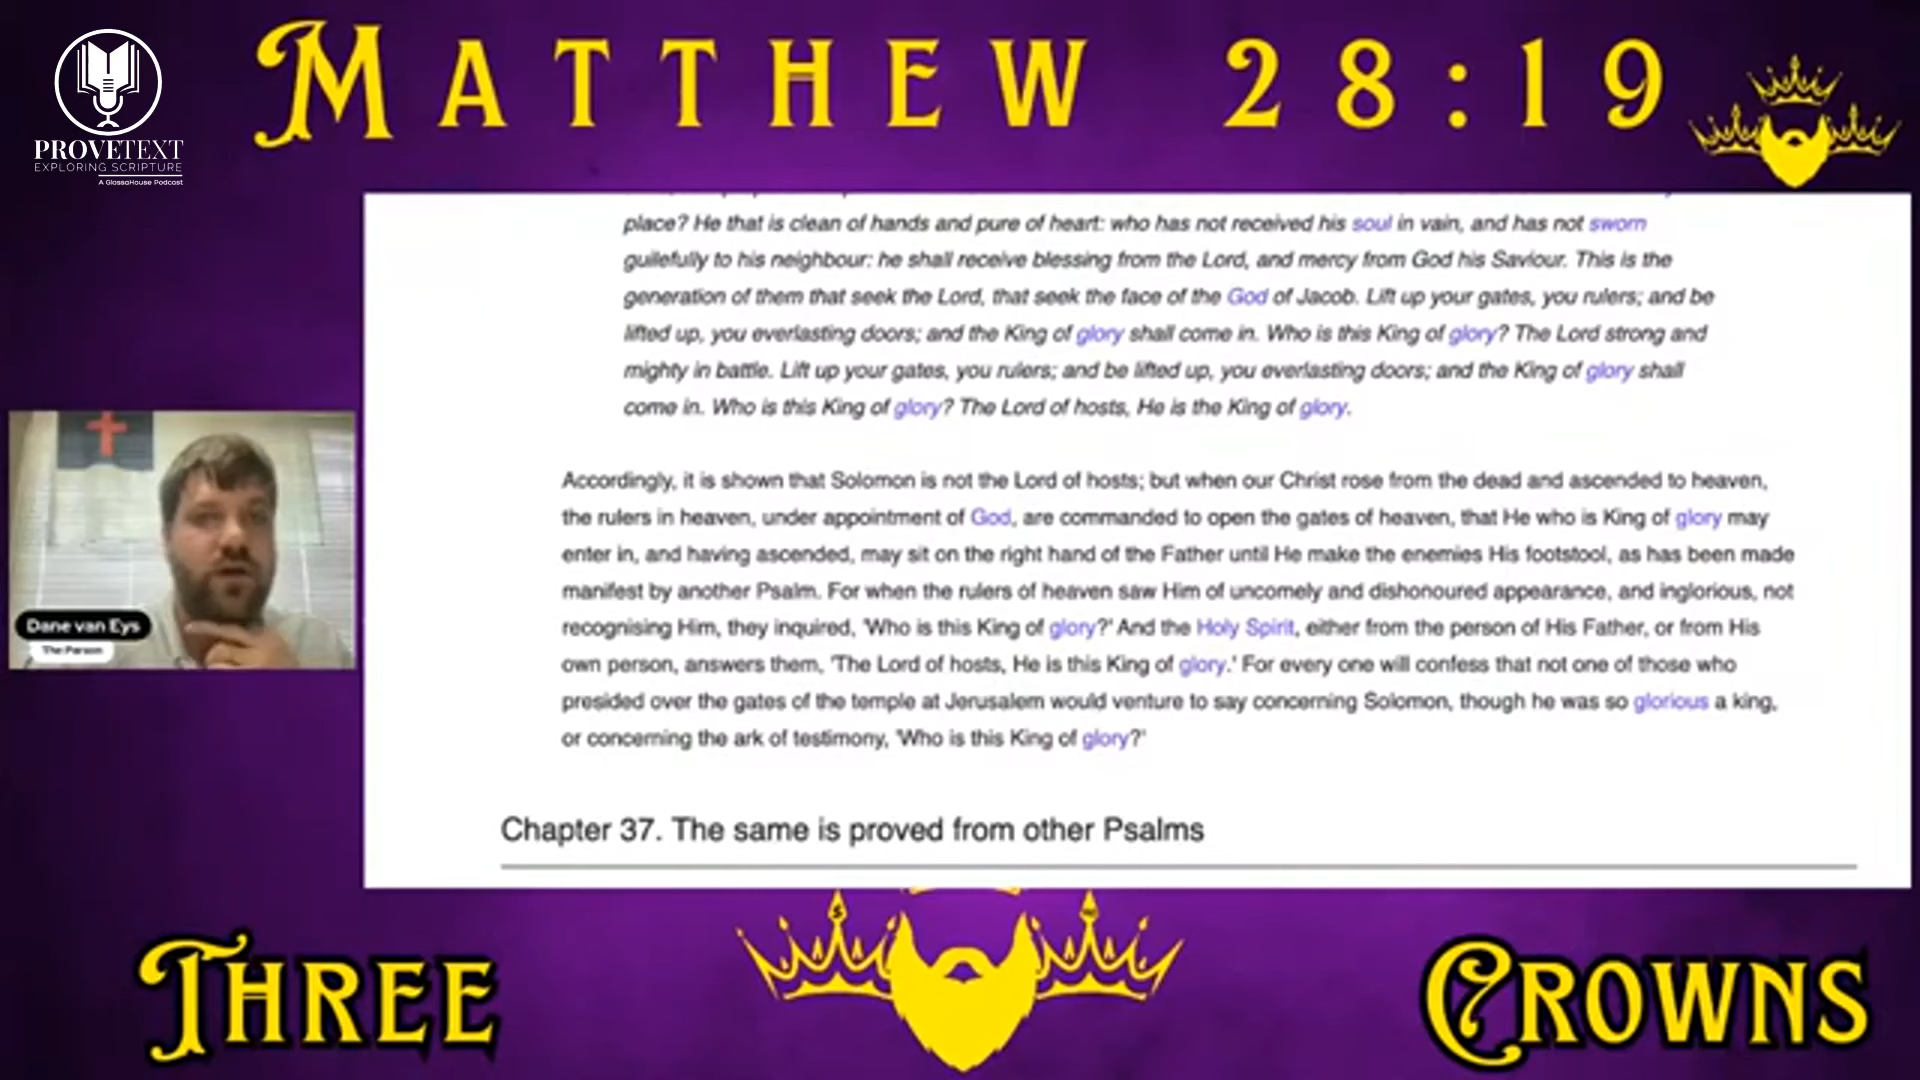 MATTHEW 28:19
PROVETEXT
EXPLORING SCRIPTURE
A GlossaHouse Podcast
place? He that is clean of hands and pure of heart: who has not received his soul in vain, and has not sworn
guilefully to his neighbour: he shall receive blessing from the Lord, and mercy from God his Saviour. This is the
generation of them that seek the Lord, that seek the face of the God of Jacob. Lift up your gates, you rulers; and be
lifted up, you everlasting doors; and the King of glory shall come in. Who is this King of glory? The Lord strong and
mighty in battle. Lift up your gates, you rulers; and be lifted up, you everlasting doors; and the King of glory shall
come in. Who is this King of glory? The Lord of hosts, He is the King of glory.
Accordingly, it is shown that Solomon is not the Lord of hosts; but when our Christ rose from the dead and ascended to heaven,
the rulers in heaven, under appointment of God, are commanded to open the gates of heaven, that He who is King of glory may
enter in, and having ascended, may sit on the right hand of the Father until He make the enemies His footstool, as has been made
manifest by another Psalm. For when the rulers of heaven saw Him of uncomely and dishonoured appearance, and inglorious, not
recognising Him, they inquired, 'Who is this King of glory?' And the Holy Spirit, either from the person of His Father, or from His
own person, answers them, 'The Lord of hosts, He is this King of glory.' For every one will confess that not one of those who
presided over the gates of the temple at Jerusalem would venture to say concerning Solomon, though he was so glorious a king,
or concerning the ark of testimony, 'Who is this King of glory?'
Chapter 37. The same is proved from other Psalms
Dane van Eys
The Parson
THREE
CROWNS